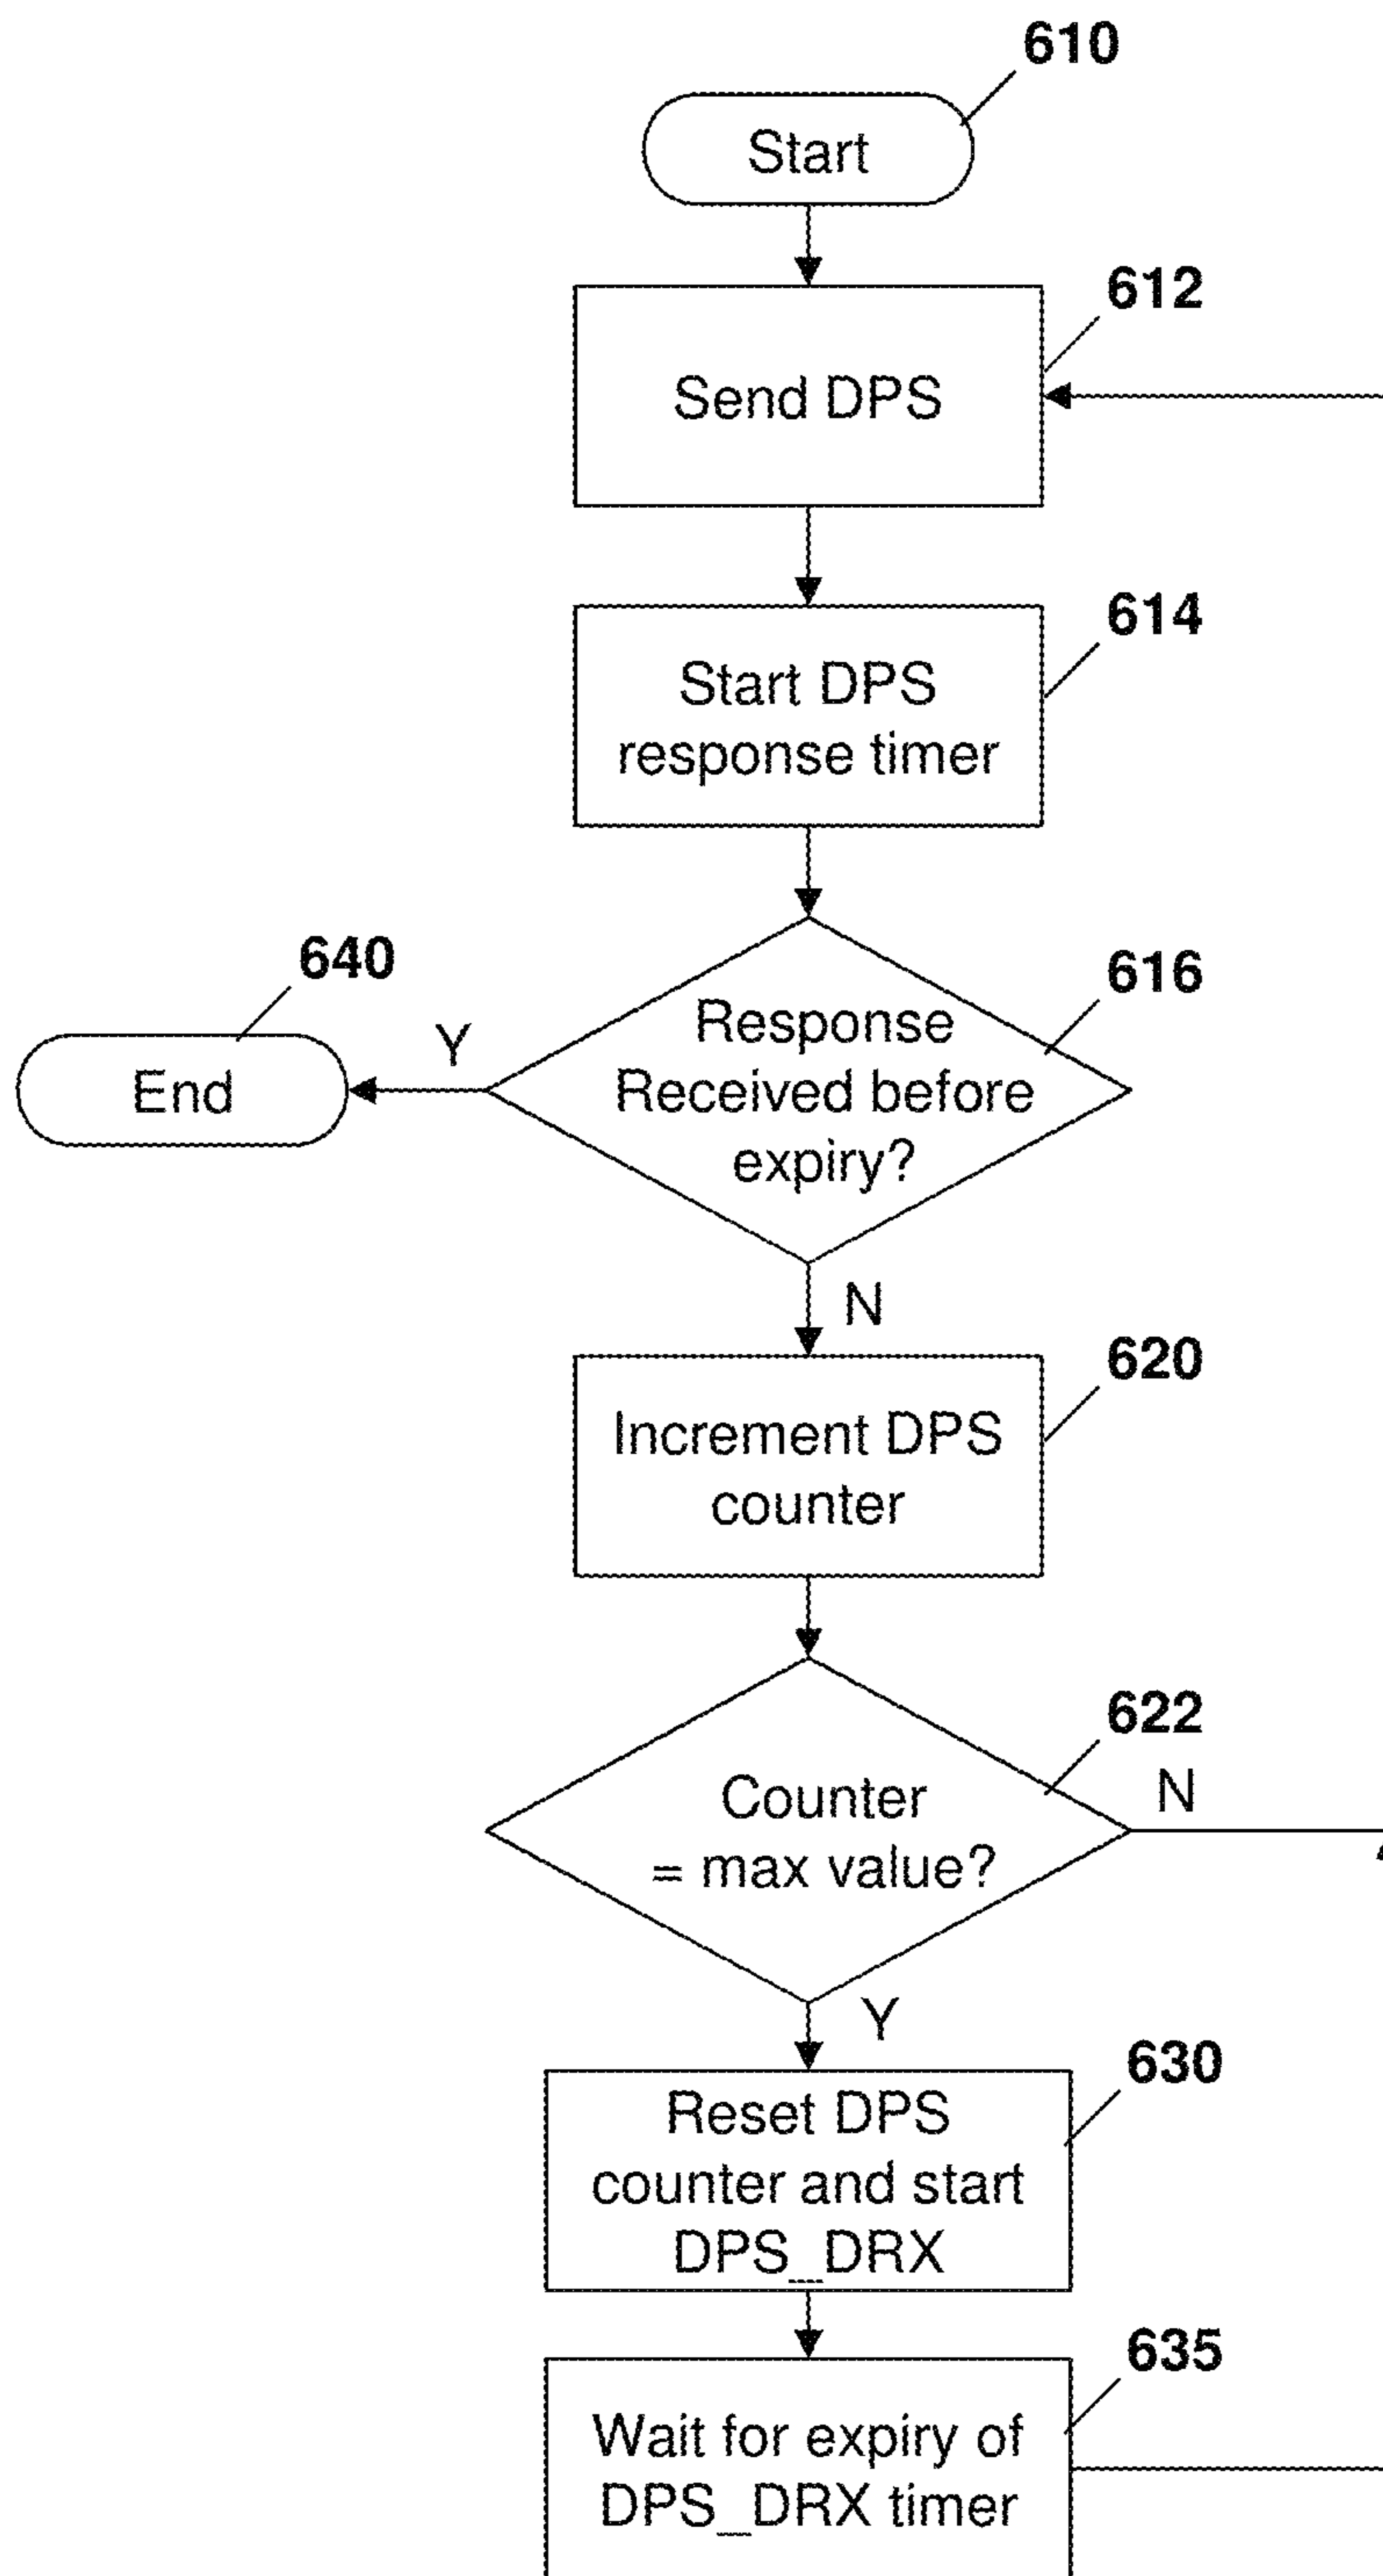 610
Start
612
Send DPS
614
Start DPS
response timer
640
616
Y
Response
Received before
expiry?
End
N
620
Increment DPS
counter
622
N
Counter
= max value?
Y
630
Reset DPS
counter and start
DPS_DRX
635
Wait for expiry of
DPS_DRX timer